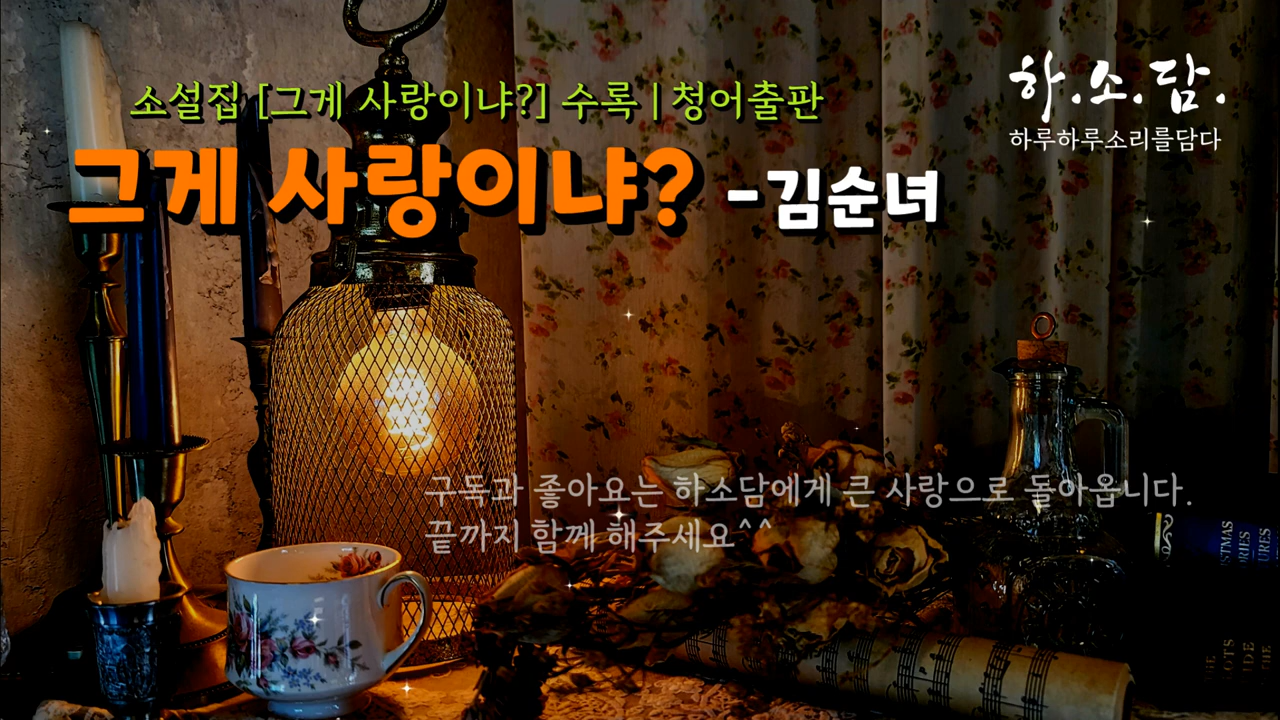 소설집 [그게 사랑이냐?] 수록 | 청어출판
그게 사랑이냐? -김순녀
하.소.담.
하루하루소리를담다
구독과 좋아요는 하소담에게 큰 사랑으로 돌아옵니다.
끝까지 함께 해주세요^^